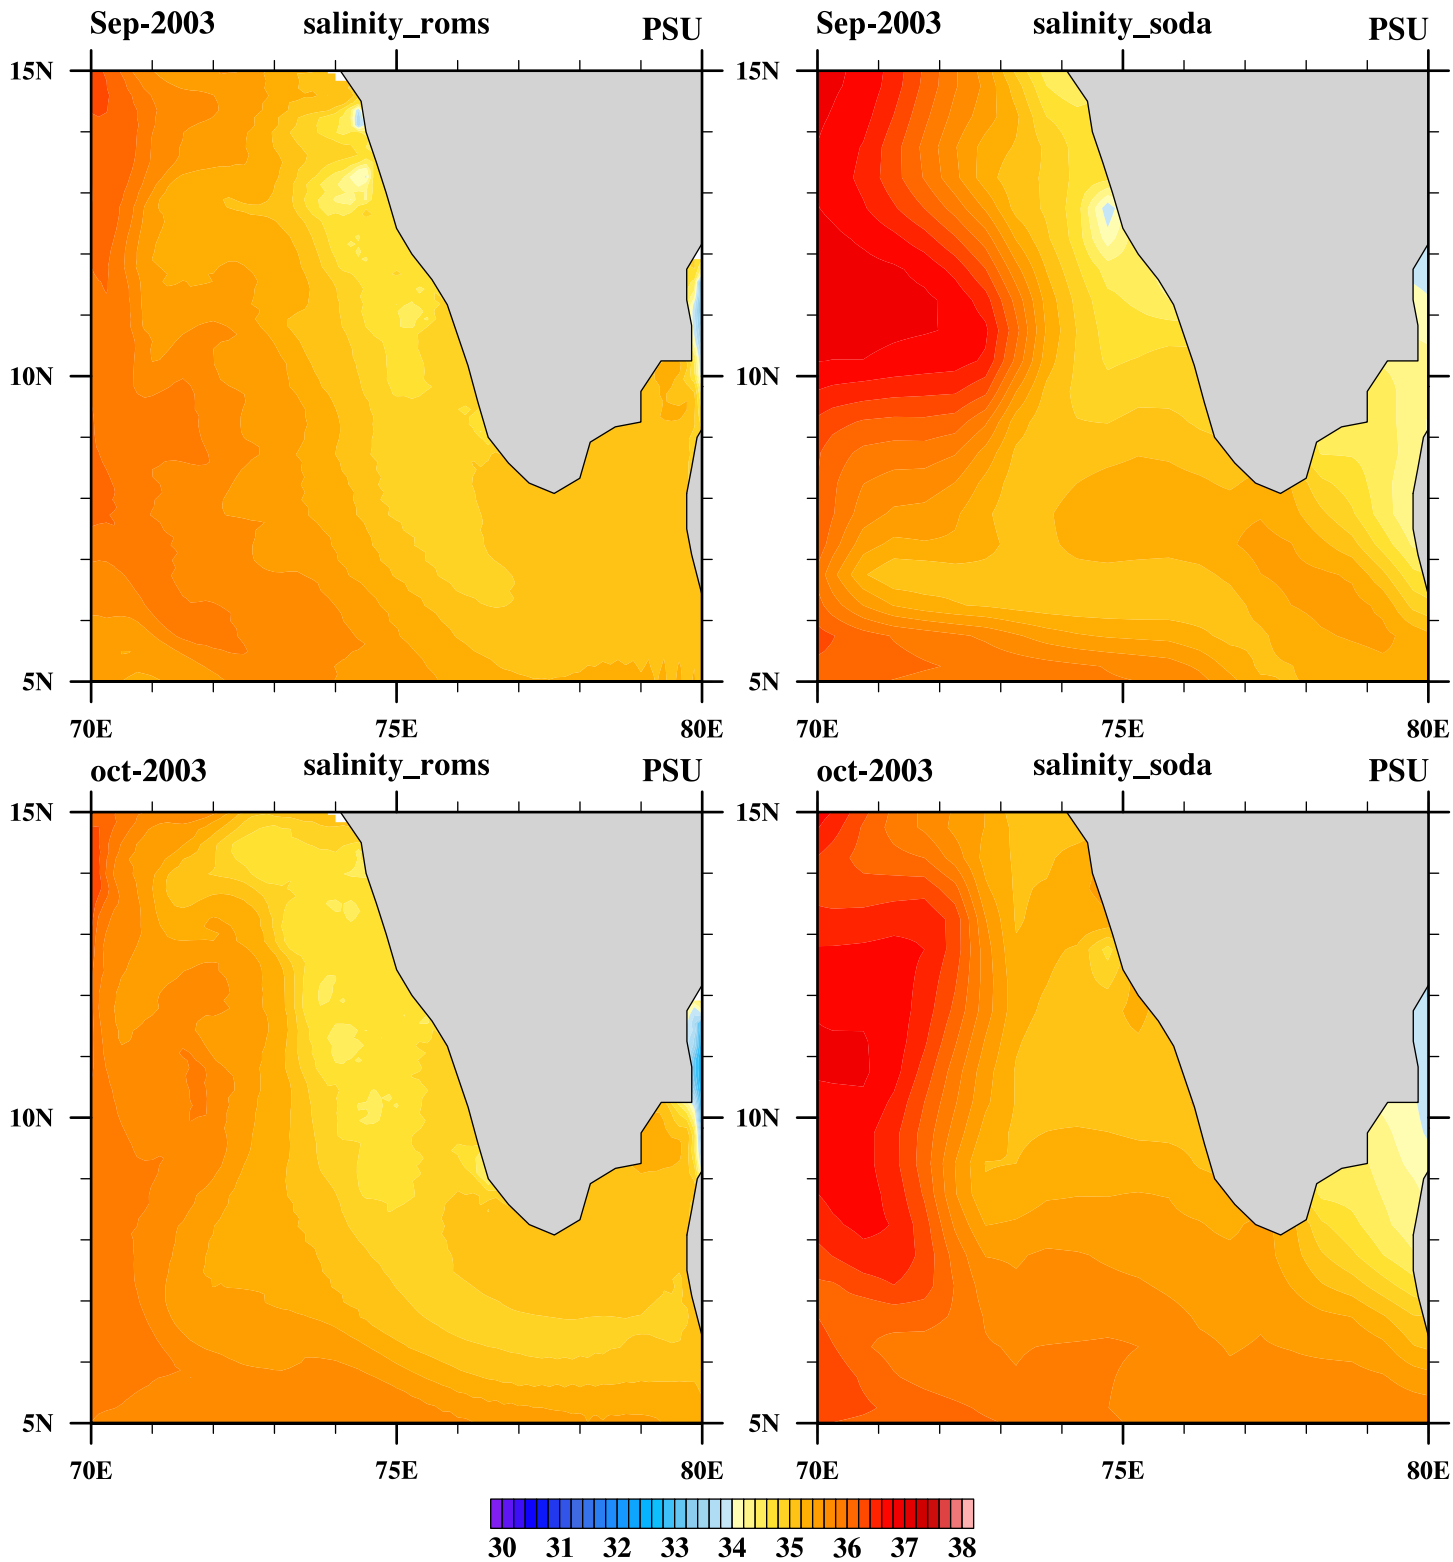 Sep-2003 salinity_roms PSU
Sep-2003 salinity_soda PSU
15N
10N
5N
70E 75E 80E
15N
10N
5N
70E 75E 80E
oct-2003 salinity_roms PSU
oct-2003 salinity_soda PSU
15N
10N
5N
70E 75E 80E
15N
10N
5N
70E 75E 80E
30 31 32 33 34 35 36 37 38